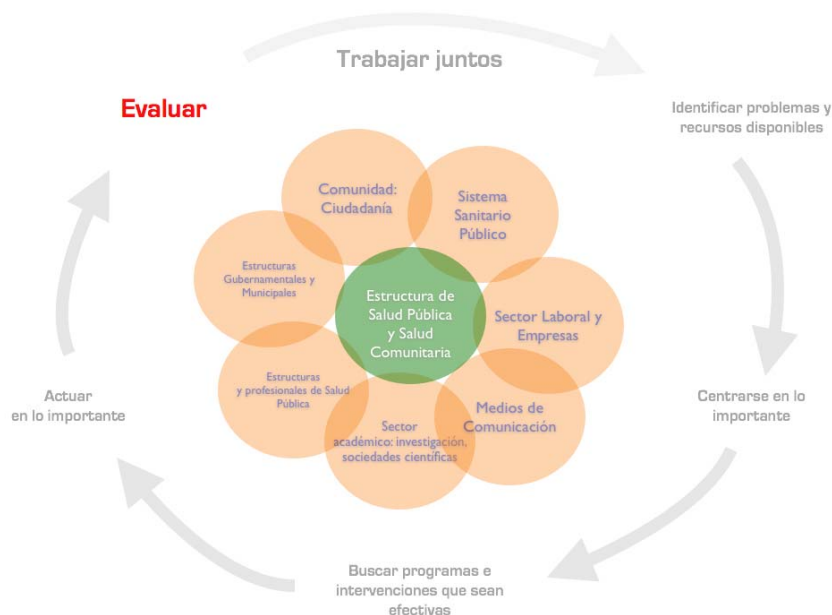 Trabajar juntos
Evaluar
Identificar problemas y
recursos disponibles
Comunidad:
Ciudadanía
Sistema
Sanitario
Público
Estructuras
Gubernamentales y
Municipales
Estructura de
Salud Pública
y Salud
Comunitaria
Sector Laboral y
Empresas
Estructuras
y profesionales de Salud
Pública
Medios de
Comunicación
Sector
académico: investigación,
sociedades científicas
Actuar
en lo importante
Centrarse en lo
importante
Buscar programas e
intervenciones que sean
efectivas